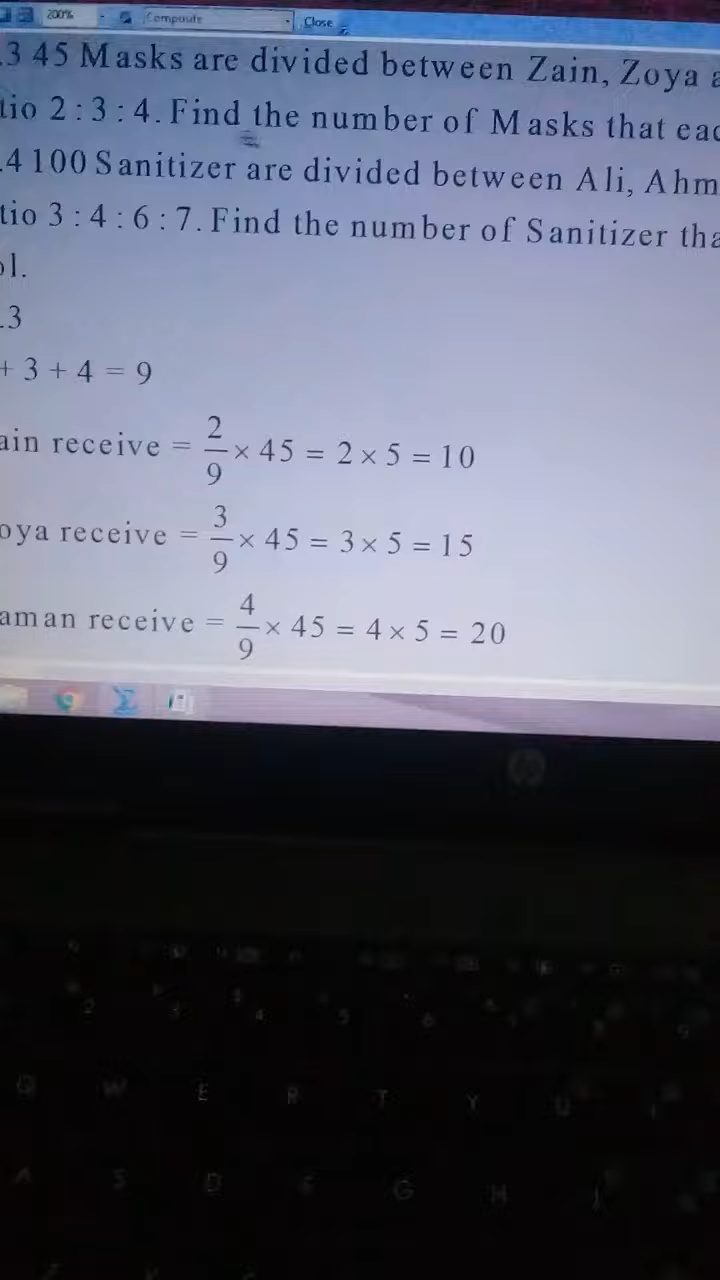 200% Composite Close
.3 45 Masks are divided between Zain, Zoya a
tio 2 : 3 : 4. Find the number of Masks that eac
.4 100 Sanitizer are divided between Ali, Ahm
tio 3 : 4 : 6 : 7. Find the number of Sanitizer tha
ol.
.3
+ 3 + 4 = 9
ain receive = 2/9 × 45 = 2 × 5 = 10
oya receive = 3/9 × 45 = 3 × 5 = 15
aman receive = 4/9 × 45 = 4 × 5 = 20
Q W E R T Y U
A S D F G H J